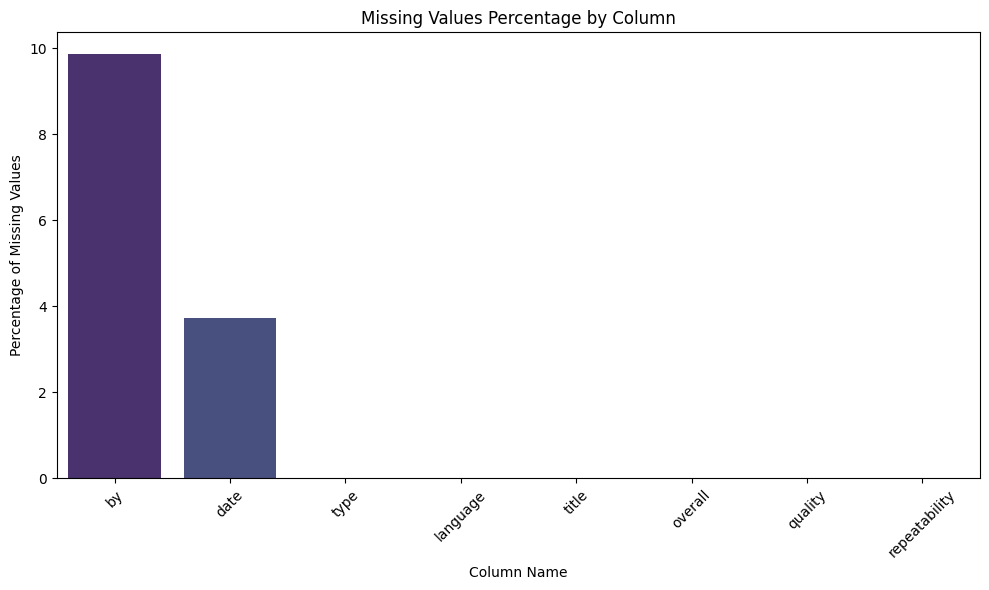 Missing Values Percentage by Column
Percentage of Missing Values
10
8
6
4
2
0
by
date
type
language
title
overall
quality
repeatability
Column Name